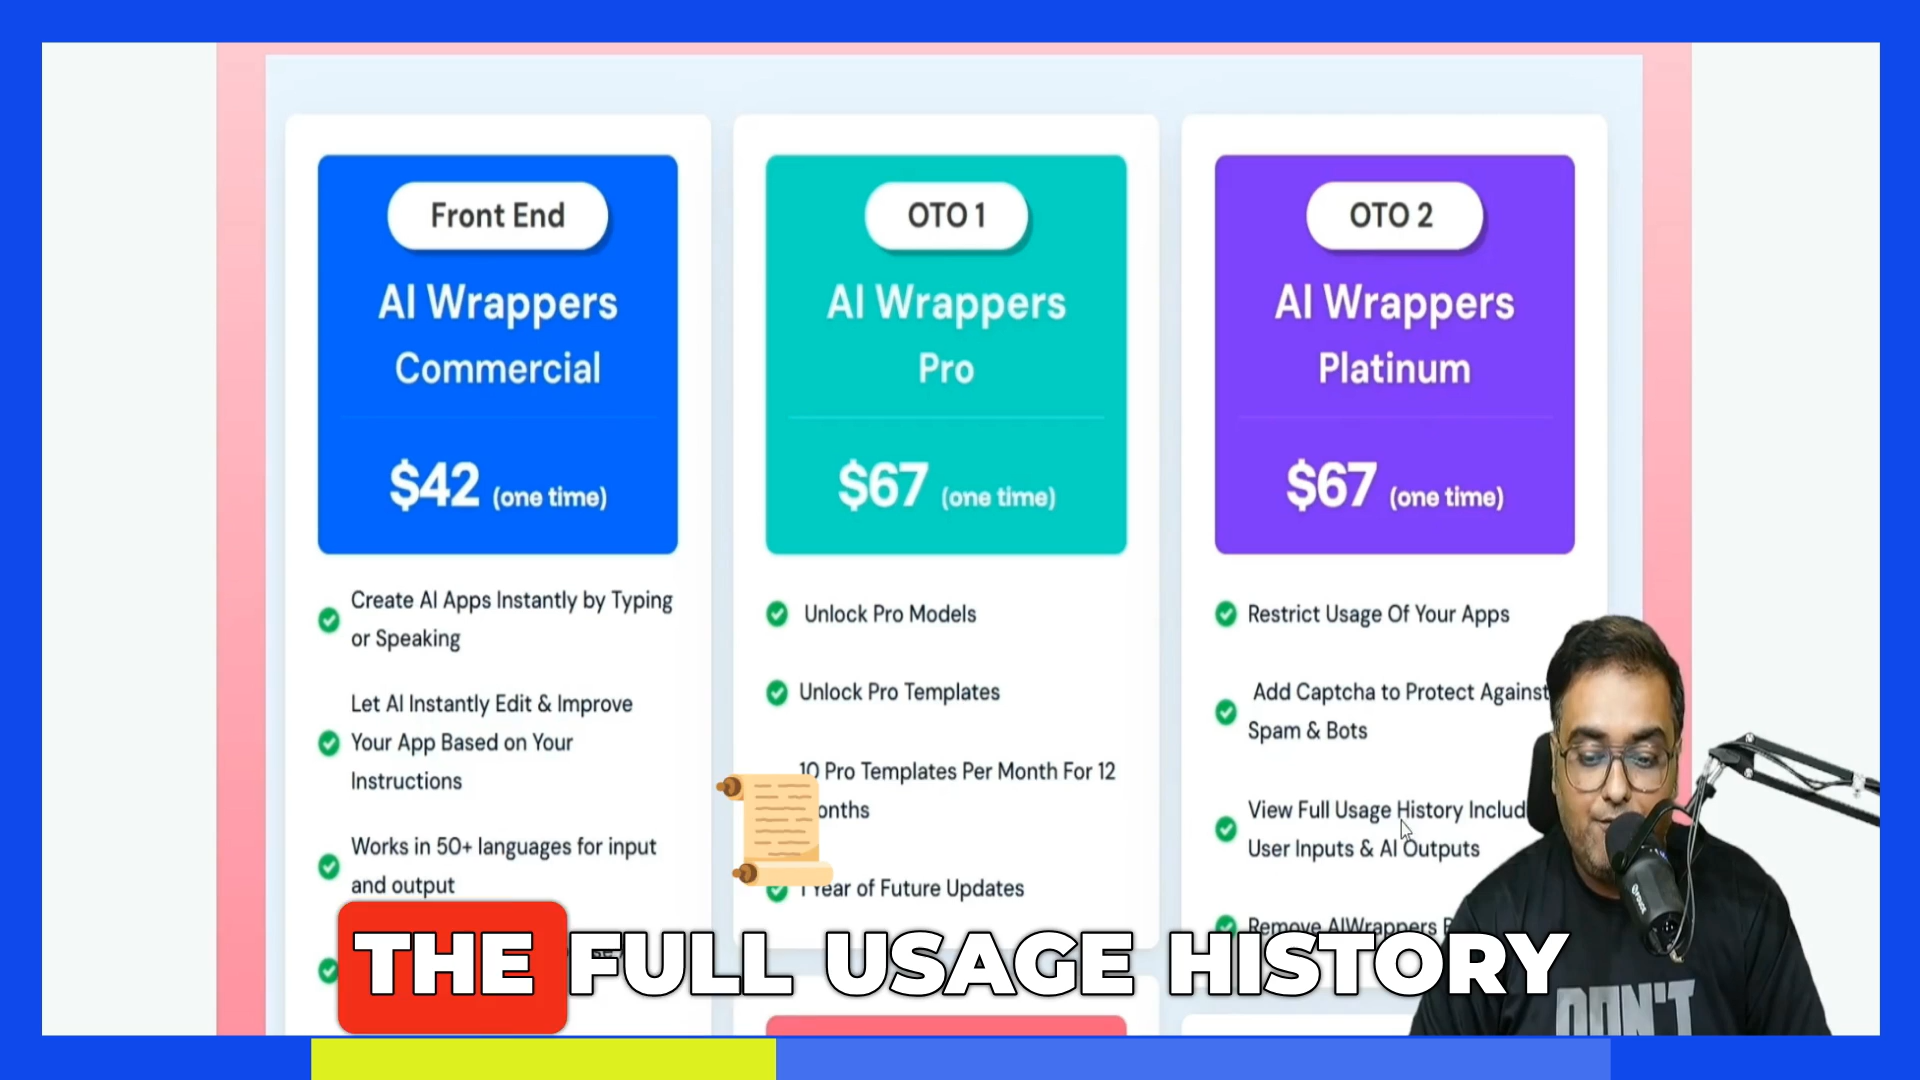 Front End
AI Wrappers
Commercial
$42 (one time)
Create AI Apps Instantly by Typing
or Speaking
Let AI Instantly Edit & Improve
Your App Based on Your
Instructions
Works in 50+ languages for input
and output
OTO 1
AI Wrappers
Pro
$67 (one time)
Unlock Pro Models
Unlock Pro Templates
10 Pro Templates Per Month For 12
onths
1 Year of Future Updates
OTO 2
AI Wrappers
Platinum
$67 (one time)
Restrict Usage Of Your Apps
Add Captcha to Protect Against
Spam & Bots
View Full Usage History Includ
User Inputs & AI Outputs
Remove AIWrappers
THE FULL USAGE HISTORY
DON'T